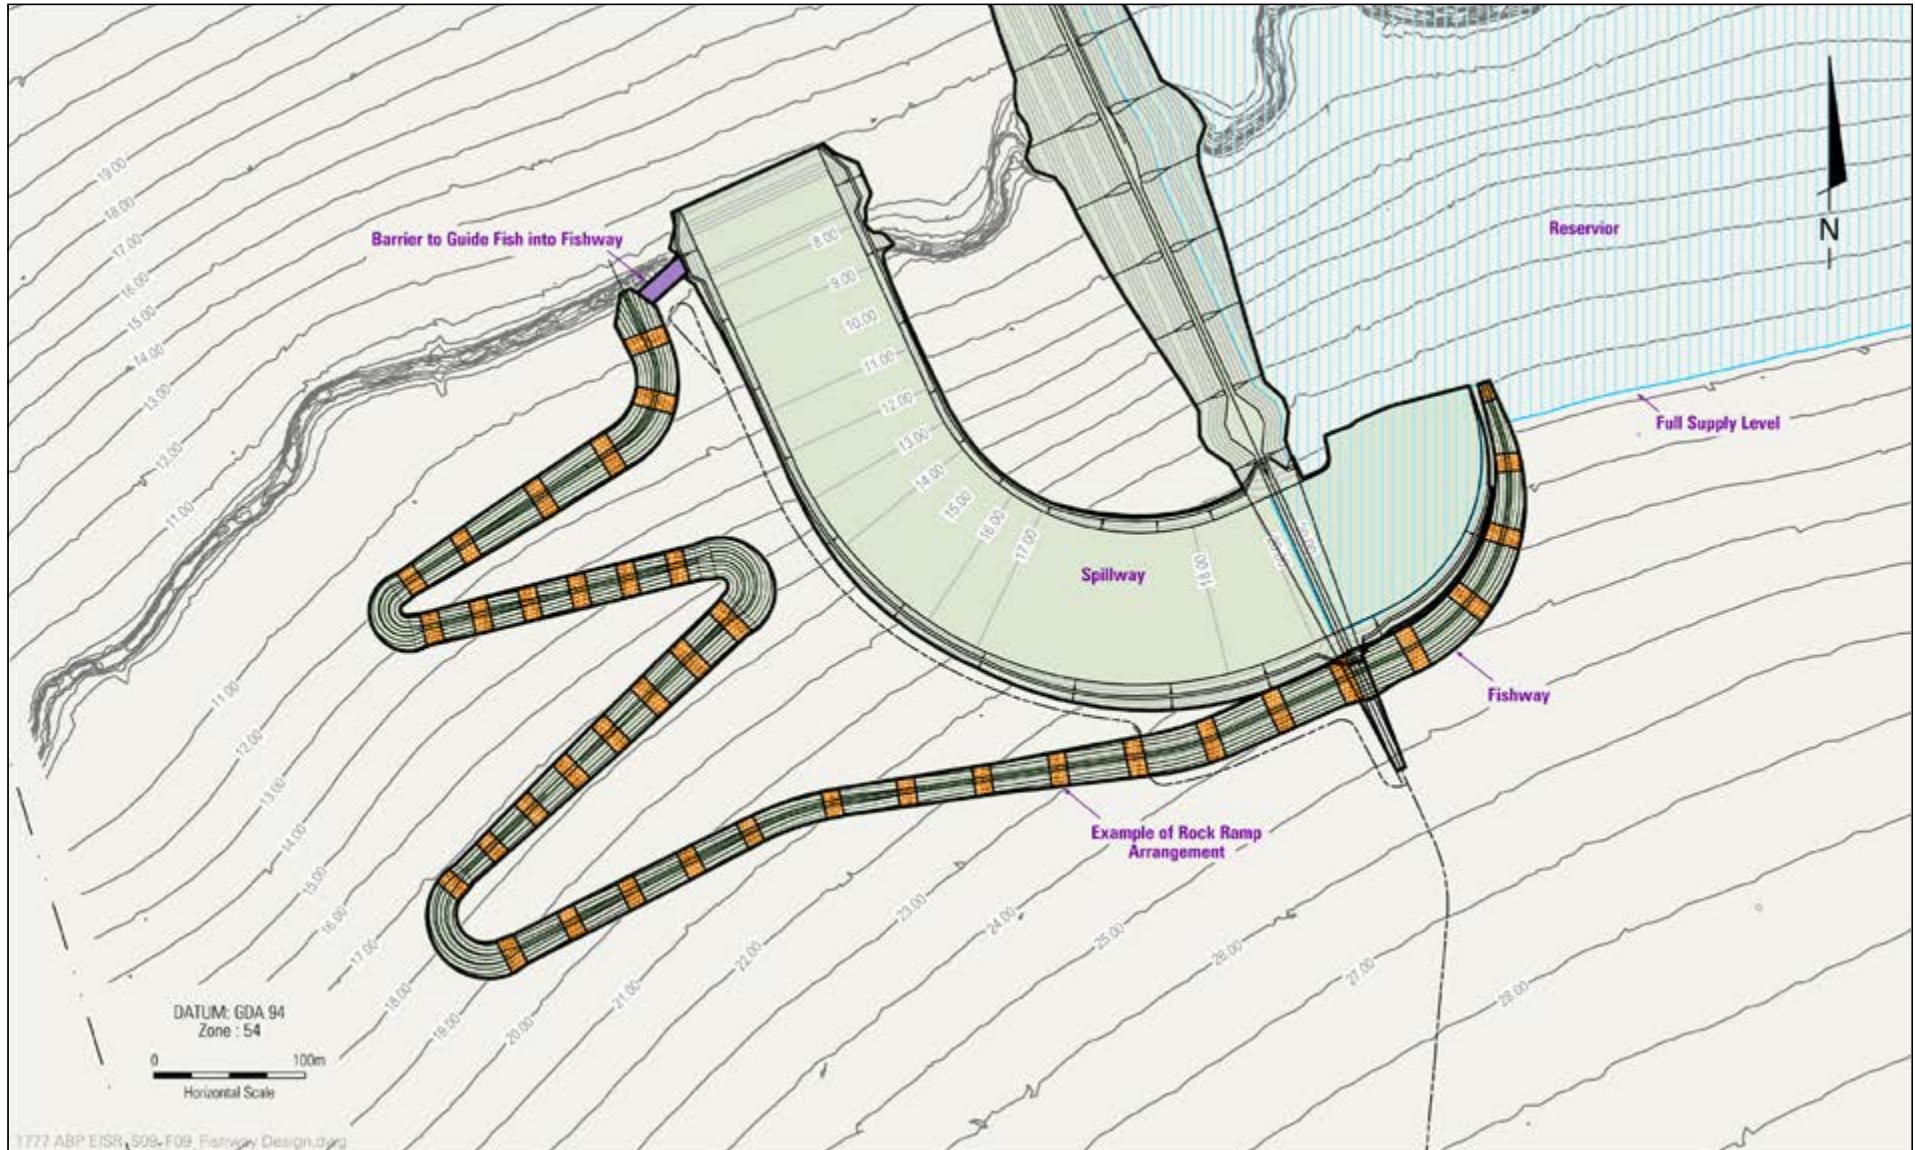 Barrier to Guide Fish into Fishway
Reservior
N
Full Supply Level
Spillway
Fishway
Example of Rock Ramp
Arrangement
19.00
18.00
17.00
16.00
15.00
14.00
13.00
12.00
11.00
8.00
9.00
10.00
11.00
12.00
13.00
14.00
15.00
16.00
17.00
18.00
11.00
12.00
13.00
14.00
15.00
16.00
17.00
18.00
19.00
20.00
21.00
22.00
23.00
24.00
25.00
26.00
27.00
28.00
DATUM: GDA 94
Zone : 54
0 100m
Horizontal Scale
1777 ABP EISR_S09_F09_Fishway Design.dwg